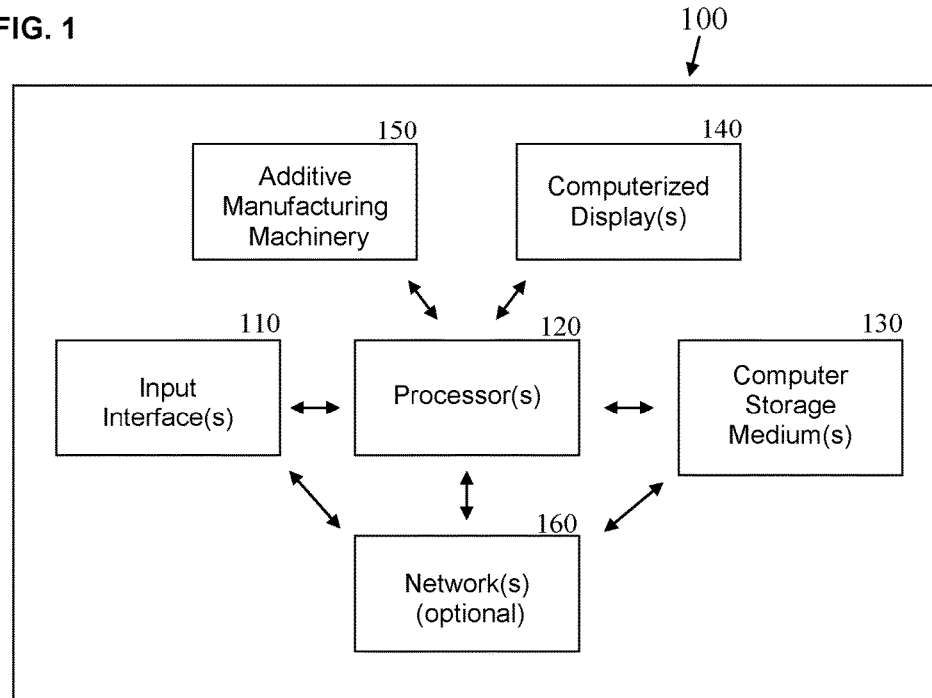 FIG. 1
100
150
Additive
Manufacturing
Machinery
140
Computerized
Display(s)
110
Input
Interface(s)
120
Processor(s)
130
Computer
Storage
Medium(s)
160
Network(s)
(optional)